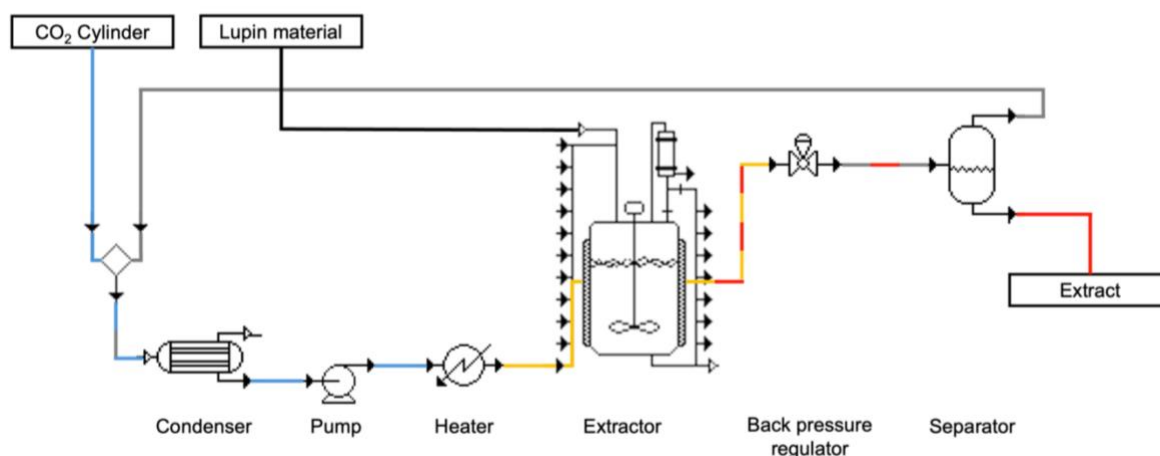 CO₂ Cylinder
Lupin material
Extract
Condenser
Pump
Heater
Extractor
Back pressure
regulator
Separator